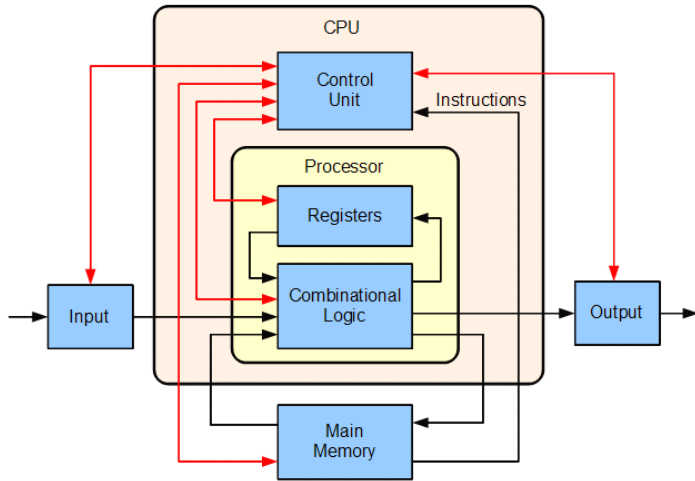 CPU
Control
Unit
Instructions
Processor
Registers
Combinational
Logic
Input
Output
Main
Memory